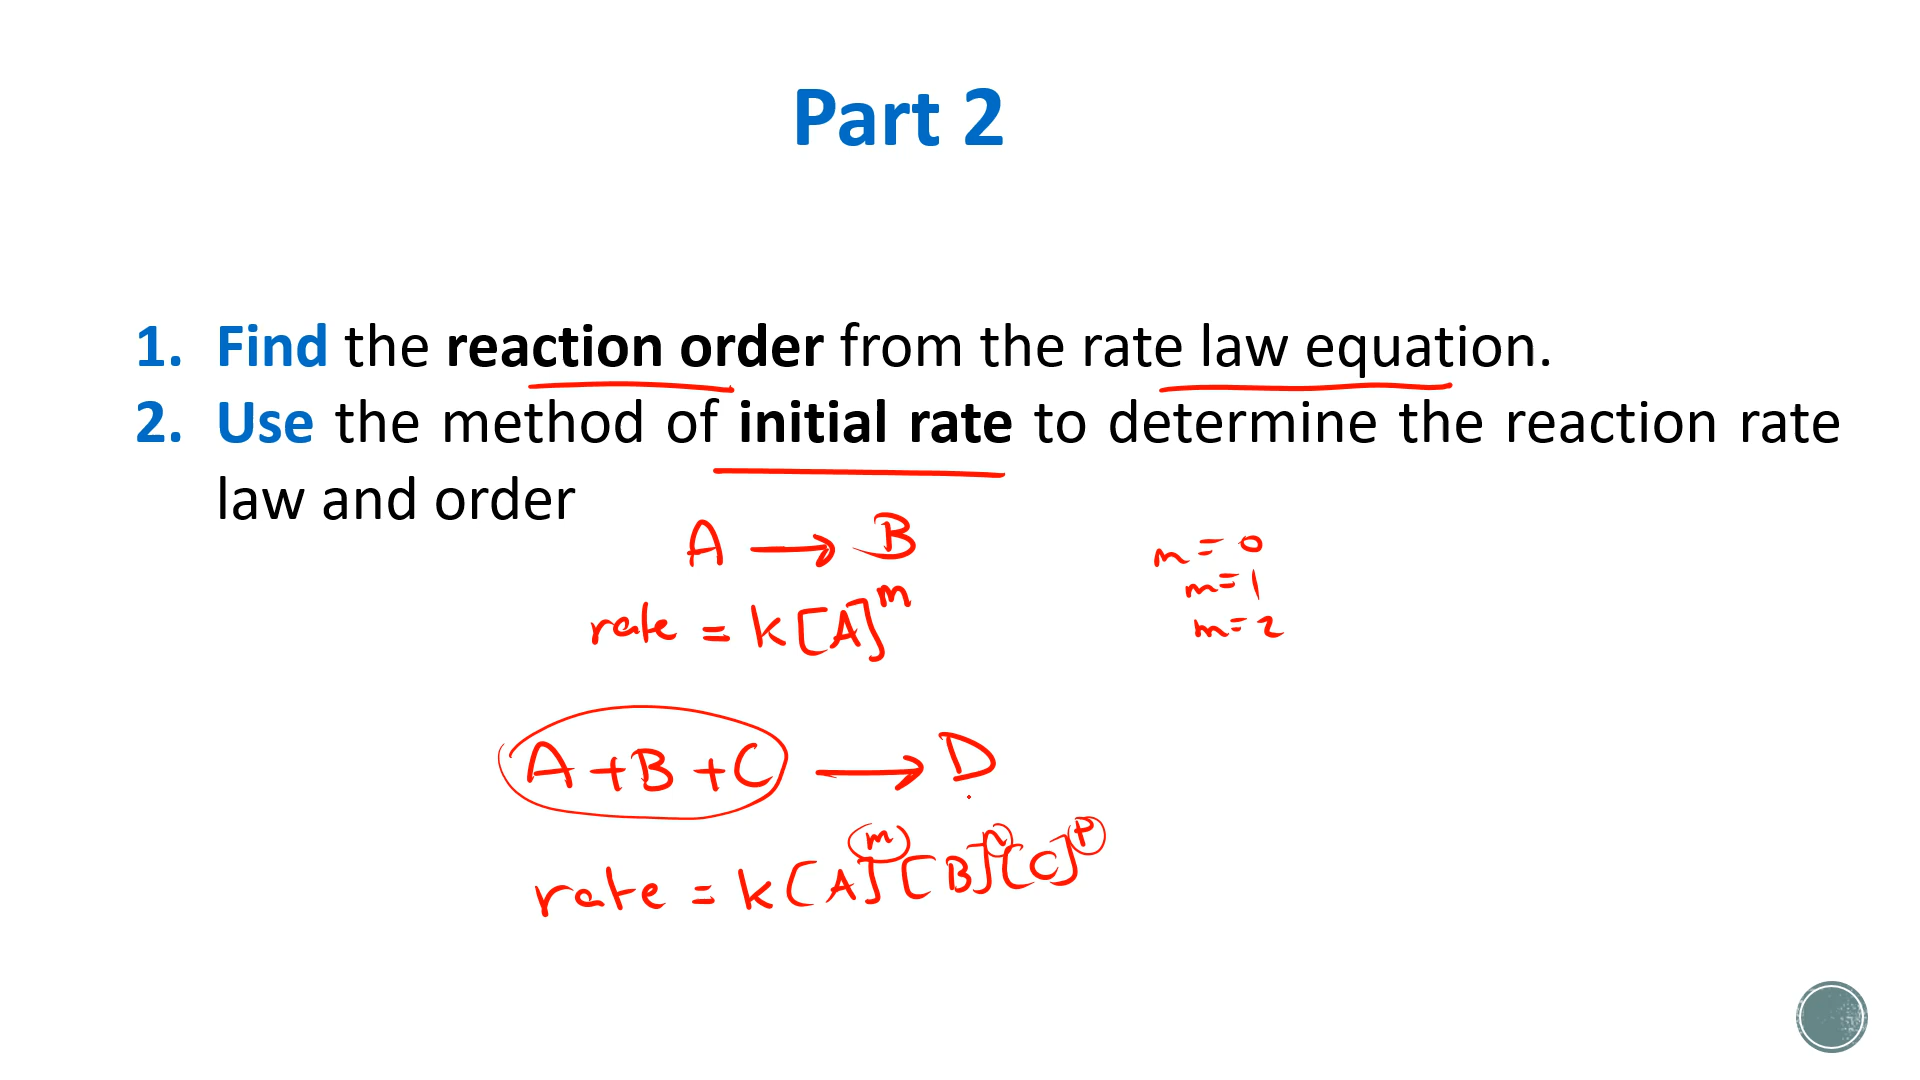 Part 2
1. Find the reaction order from the rate law equation.
2. Use the method of initial rate to determine the reaction rate
law and order
A → B
m = 0
m = 1
rate = k[A]^m
m = 2
A + B + C → D
rate = k[A]^m [B]^n [C]^p